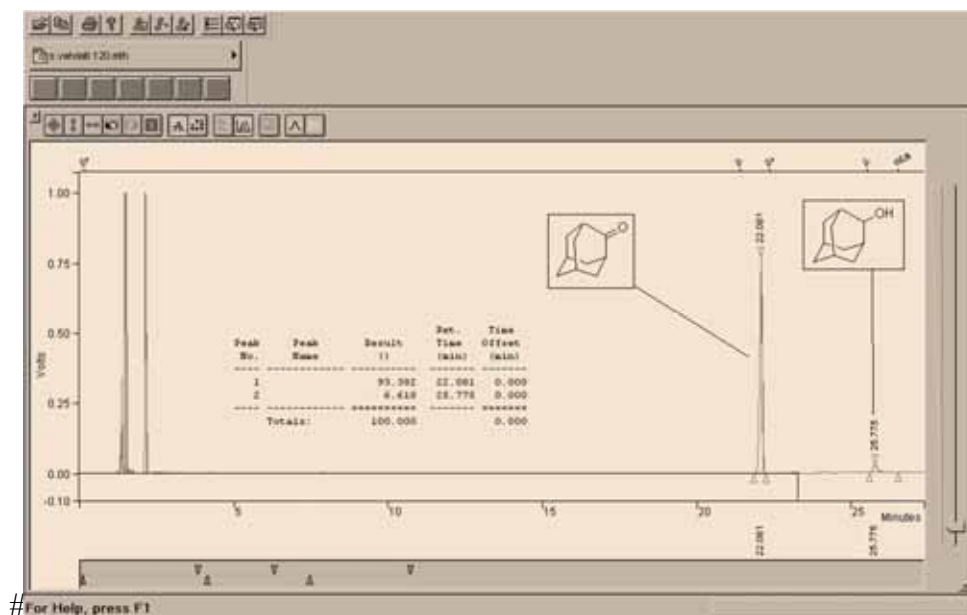 s vehviali 120.mth
1.00
0.75
0.50
0.25
0.00
-0.10
Volts
O
OH
22.081
25.775
Peak No. Peak Name Result () Ret. Time (min) Time Offset (min)
1 93.382 22.081 0.000
2 6.618 25.775 0.000
Totals: 100.000 0.000
5 10 15 20 25
Minutes
22.081
25.775
#For Help, press F1